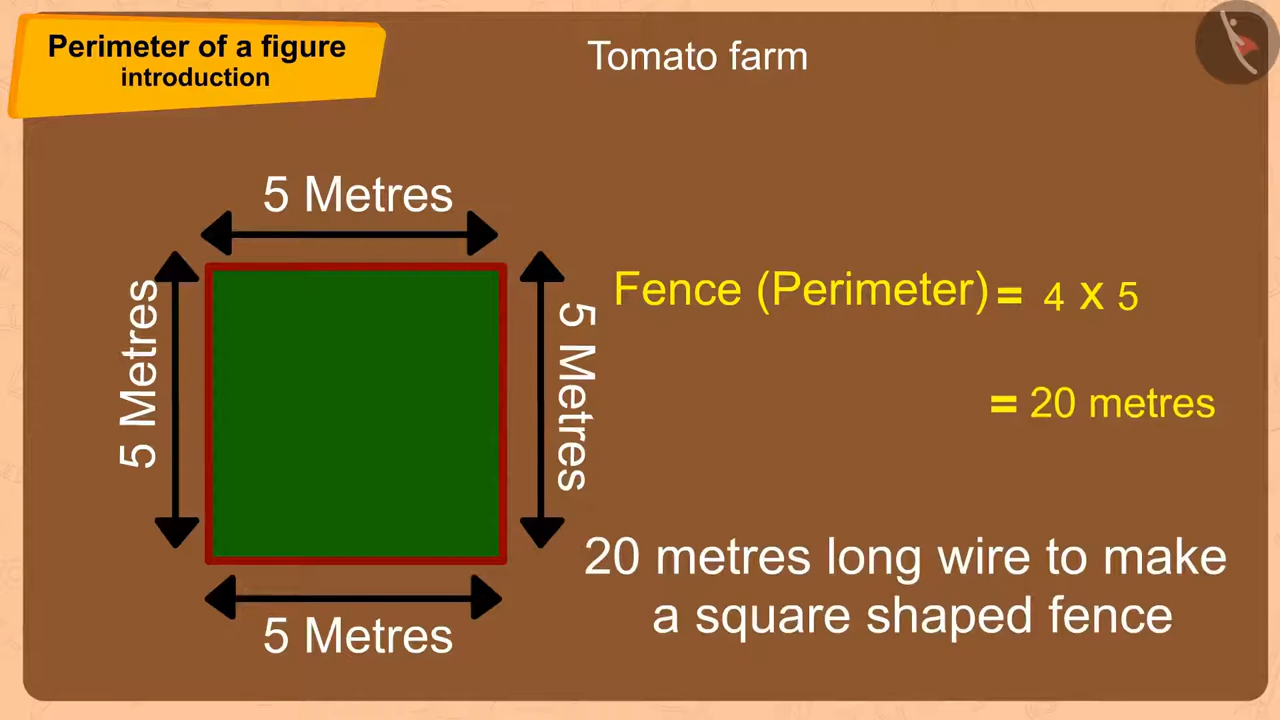 Perimeter of a figure
introduction
Tomato farm
5 Metres
5 Metres
5 Metres
5 Metres
Fence (Perimeter) = 4 x 5
= 20 metres
20 metres long wire to make
a square shaped fence